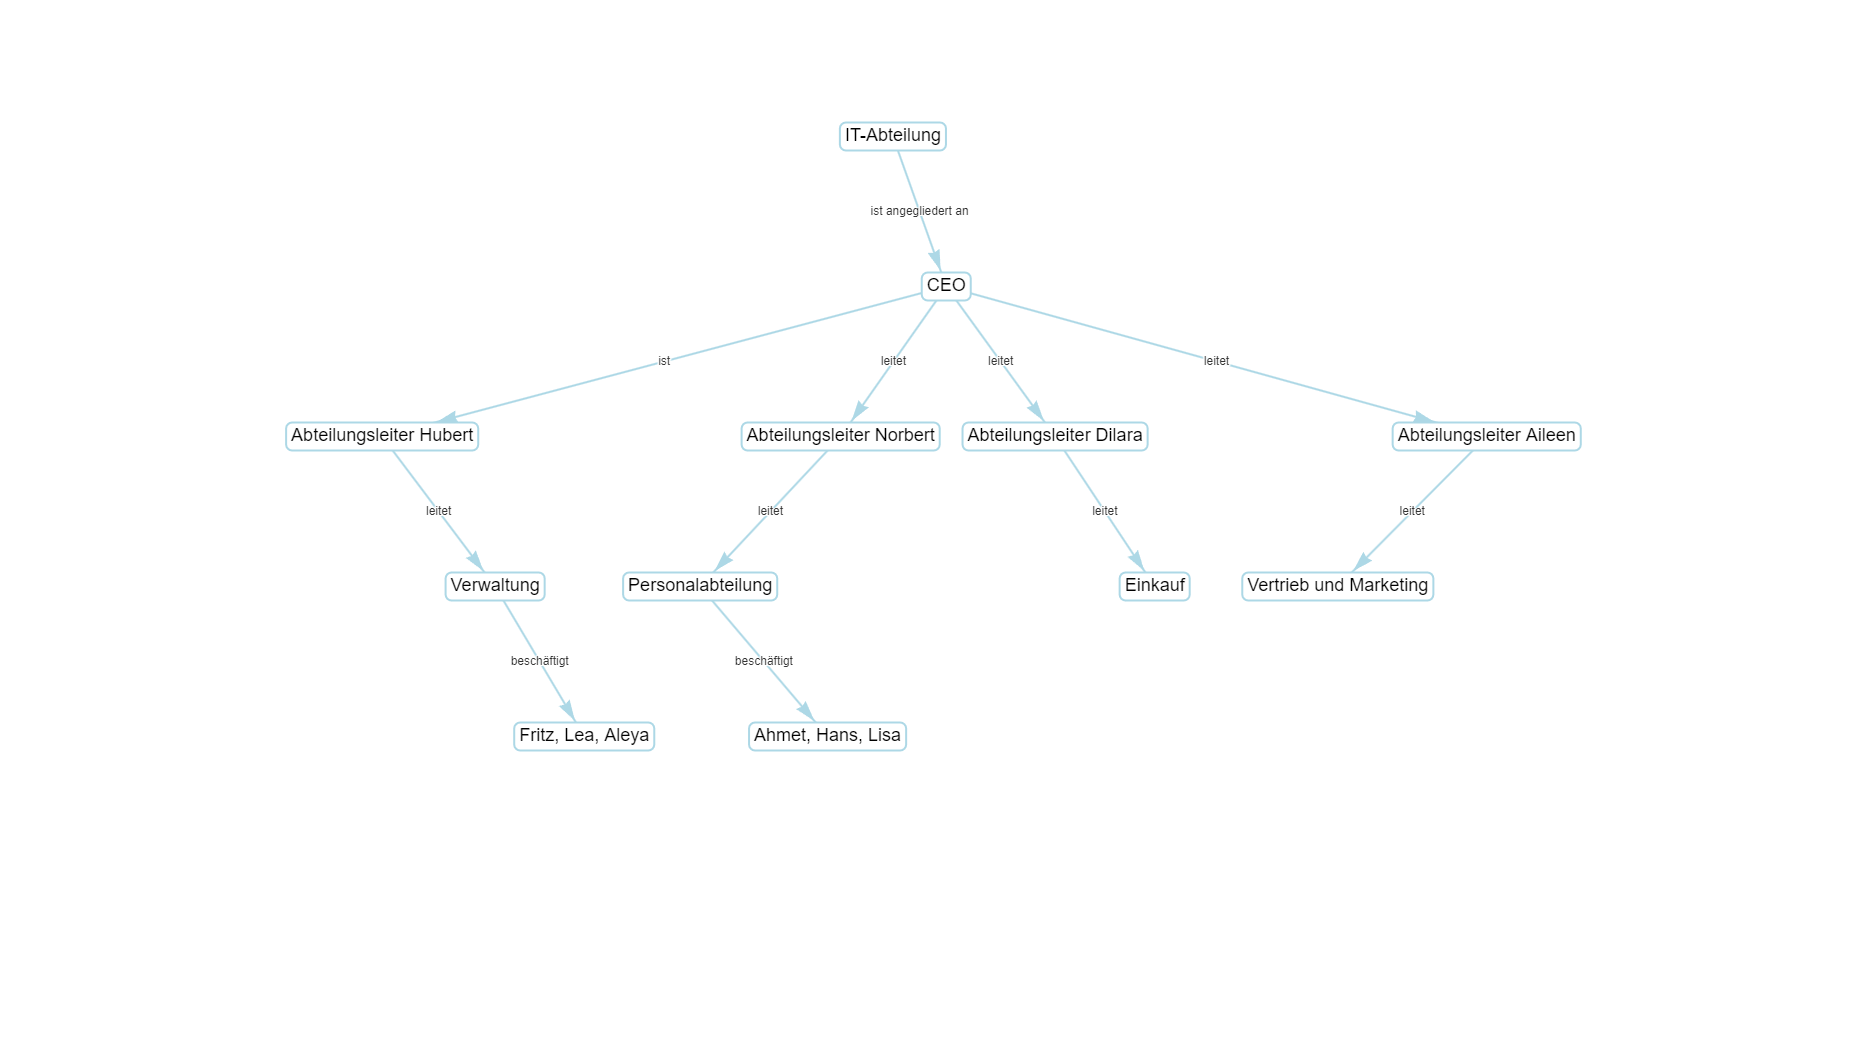 IT-Abteilung
ist angegliedert an
CEO
ist
leitet
leitet
leitet
Abteilungsleiter Hubert
Abteilungsleiter Norbert
Abteilungsleiter Dilara
Abteilungsleiter Aileen
leitet
leitet
leitet
leitet
Verwaltung
Personalabteilung
Einkauf
Vertrieb und Marketing
beschäftigt
beschäftigt
Fritz, Lea, Aleya
Ahmet, Hans, Lisa